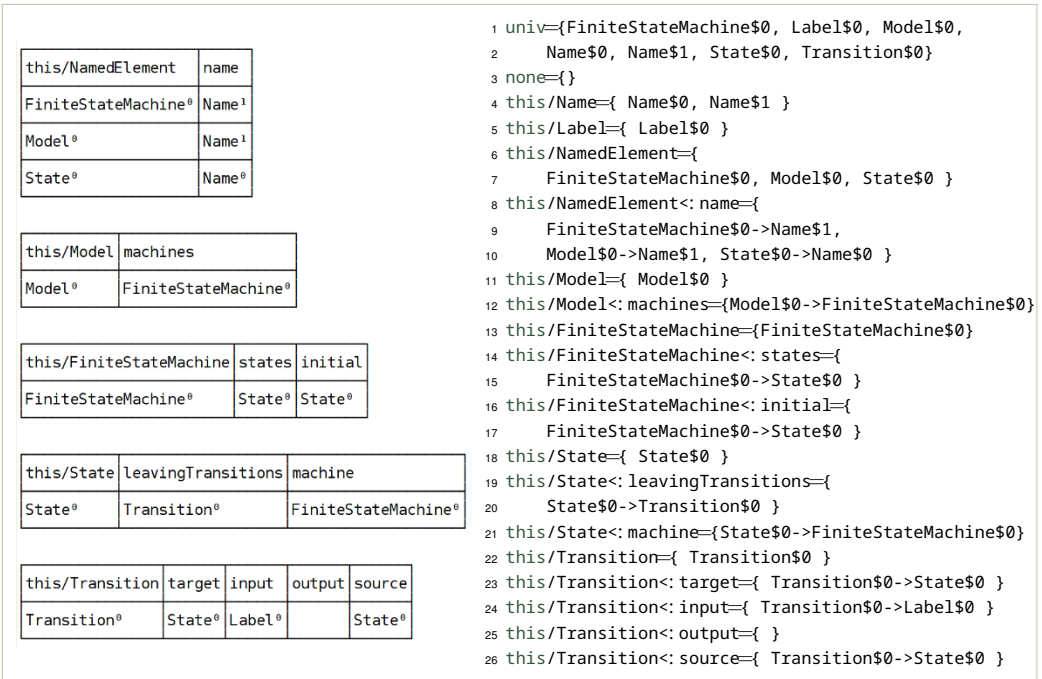 this/NamedElement name
FiniteStateMachine⁰ Name¹
Model⁰ Name¹
State⁰ Name⁰
this/Model machines
Model⁰ FiniteStateMachine⁰
this/FiniteStateMachine states initial
FiniteStateMachine⁰ State⁰ State⁰
this/State leavingTransitions machine
State⁰ Transition⁰ FiniteStateMachine⁰
this/Transition target input output source
Transition⁰ State⁰ Label⁰ State⁰
1 univ={FiniteStateMachine$0, Label$0, Model$0,
2 Name$0, Name$1, State$0, Transition$0}
3 none={}
4 this/Name={ Name$0, Name$1 }
5 this/Label={ Label$0 }
6 this/NamedElement={
7 FiniteStateMachine$0, Model$0, State$0 }
8 this/NamedElement<:name={
9 FiniteStateMachine$0->Name$1,
10 Model$0->Name$1, State$0->Name$0 }
11 this/Model={ Model$0 }
12 this/Model<:machines={Model$0->FiniteStateMachine$0}
13 this/FiniteStateMachine={FiniteStateMachine$0}
14 this/FiniteStateMachine<:states={
15 FiniteStateMachine$0->State$0 }
16 this/FiniteStateMachine<:initial={
17 FiniteStateMachine$0->State$0 }
18 this/State={ State$0 }
19 this/State<:leavingTransitions={
20 State$0->Transition$0 }
21 this/State<:machine={State$0->FiniteStateMachine$0}
22 this/Transition={ Transition$0 }
23 this/Transition<:target={ Transition$0->State$0 }
24 this/Transition<:input={ Transition$0->Label$0 }
25 this/Transition<:output={ }
26 this/Transition<:source={ Transition$0->State$0 }